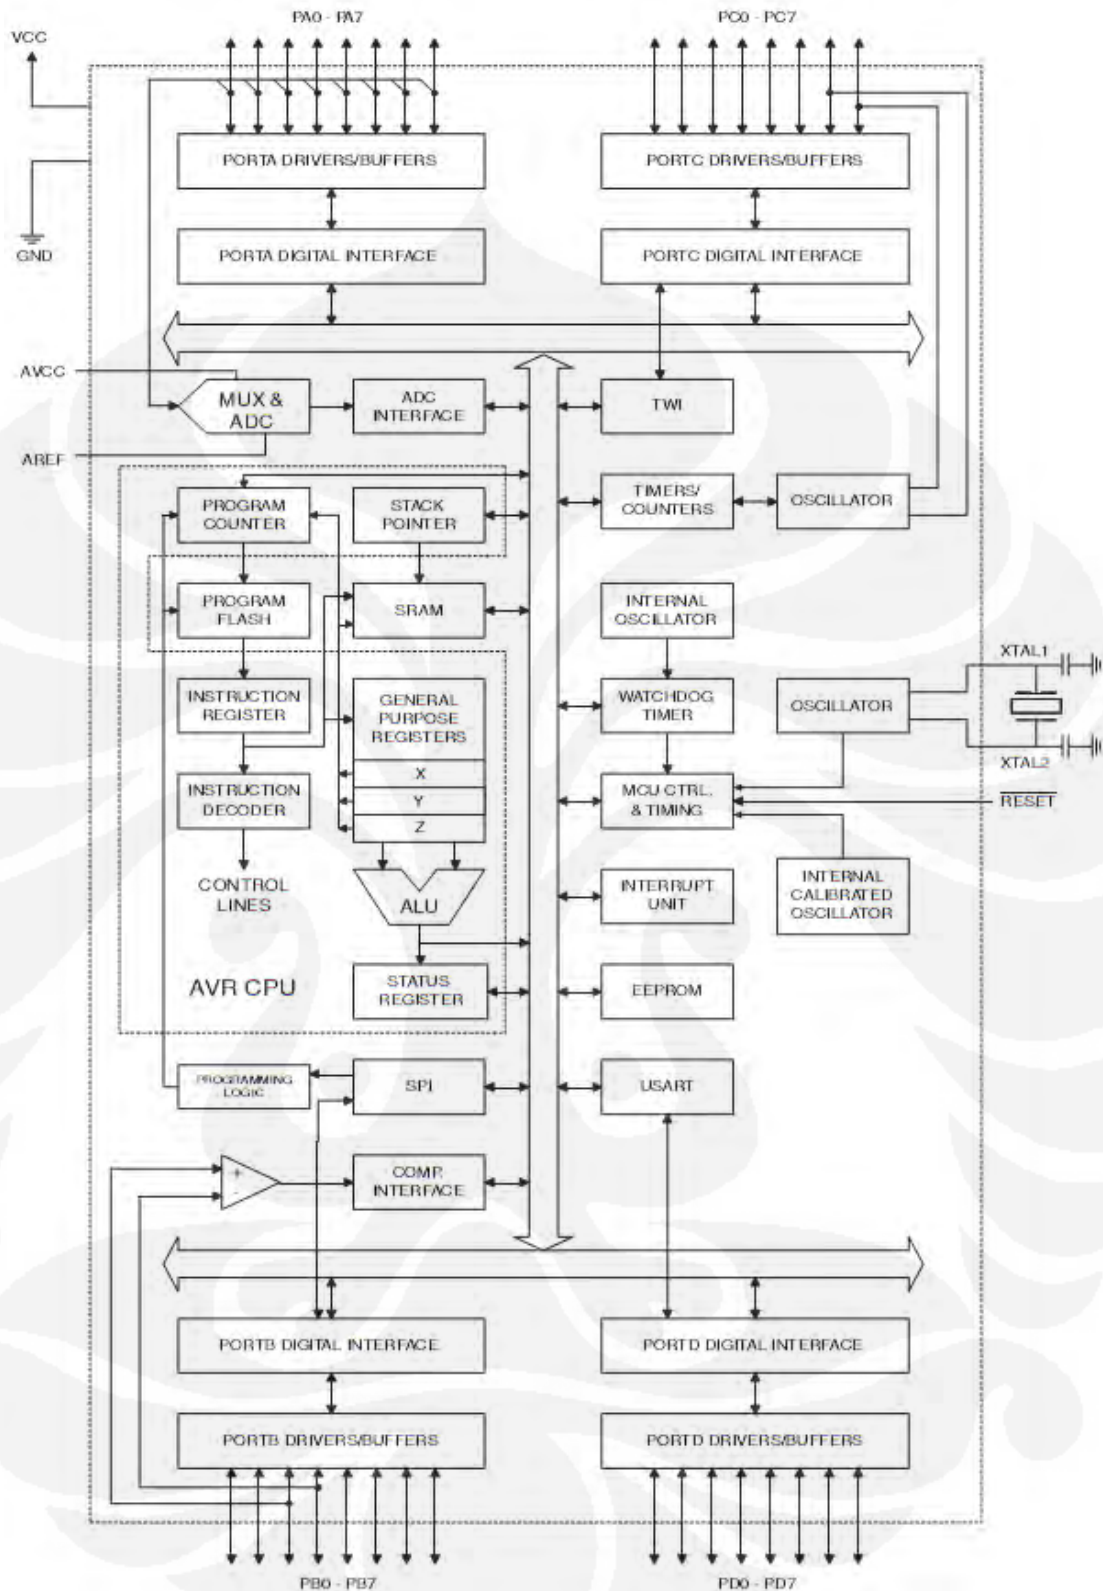 PA0 - PA7
PC0 - PC7
VCC
PORTA DRIVERS/BUFFERS
PORTC DRIVERS/BUFFERS
GND
PORTA DIGITAL INTERFACE
PORTC DIGITAL INTERFACE
AVCC
MUX &
ADC
ADC
INTERFACE
TWI
AREF
PROGRAM
COUNTER
STACK
POINTER
TIMERS/
COUNTERS
OSCILLATOR
PROGRAM
FLASH
SRAM
INTERNAL
OSCILLATOR
XTAL1
INSTRUCTION
REGISTER
GENERAL
PURPOSE
REGISTERS
WATCHDOG
TIMER
OSCILLATOR
XTAL2
X
INSTRUCTION
DECODER
Y
MCU CTRL.
& TIMING
RESET
Z
CONTROL
LINES
ALU
INTERRUPT
UNIT
INTERNAL
CALIBRATED
OSCILLATOR
AVR CPU
STATUS
REGISTER
EEPROM
PROGRAMMING
LOGIC
SPI
USART
+
-
COMP.
INTERFACE
PORTB DIGITAL INTERFACE
PORTD DIGITAL INTERFACE
PORTB DRIVERS/BUFFERS
PORTD DRIVERS/BUFFERS
PB0 - PB7
PD0 - PD7